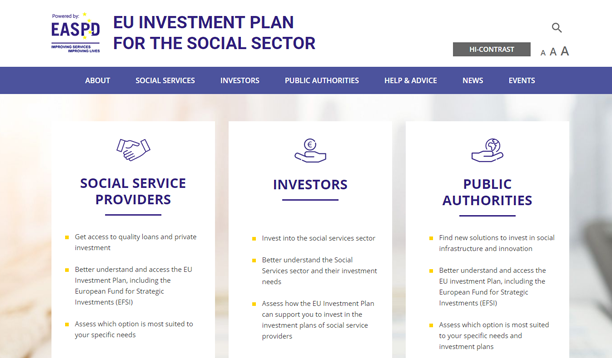 Powered by:
EASPD
IMPROVING SERVICES
IMPROVING LIVES
EU INVESTMENT PLAN
FOR THE SOCIAL SECTOR
HI-CONTRAST
A A A
ABOUT SOCIAL SERVICES INVESTORS PUBLIC AUTHORITIES HELP & ADVICE NEWS EVENTS
SOCIAL SERVICE
PROVIDERS
Get access to quality loans and private
investment
Better understand and access the EU
Investment Plan, including the
European Fund for Strategic
Investments (EFSI)
Assess which option is most suited to
your specific needs
€
INVESTORS
Invest into the social services sector
Better understand the Social
Services sector and their investment
needs
Assess how the EU Investment Plan
can support you to invest in the
investment plans of social service
providers
PUBLIC
AUTHORITIES
Find new solutions to invest in social
infrastructure and innovation
Better understand and access the
EU investment Plan, including the
European Fund for Strategic
Investments (EFSI)
Assess which option is most suited
to your specific needs and
investment plans